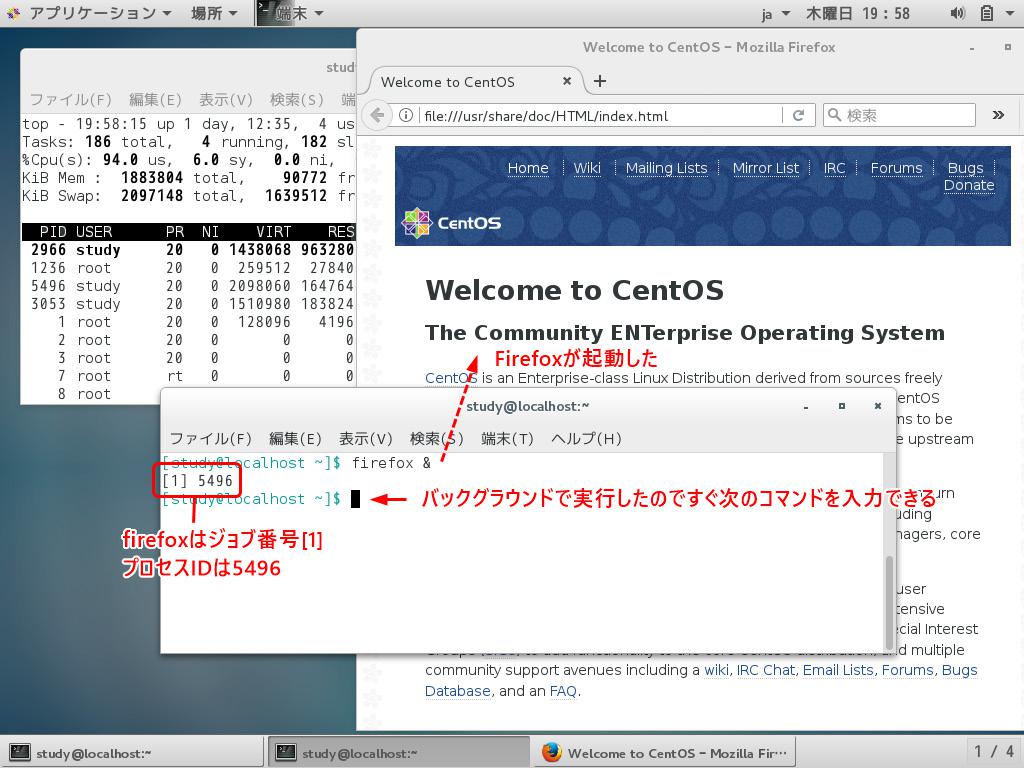 アプリケーション 場所 端末 ja 木曜日 19 : 58
study
ファイル(F) 編集(E) 表示(V) 検索(S) 端
top - 19:58:15 up 1 day, 12:35, 4 us
Tasks: 186 total, 4 running, 182 sl
%Cpu(s): 94.0 us, 6.0 sy, 0.0 ni,
KiB Mem : 1883804 total, 90772 fr
KiB Swap: 2097148 total, 1639512 fr
PID USER PR NI VIRT RES
2966 study 20 0 1438068 963280
1236 root 20 0 259512 27840
5496 study 20 0 2098060 164764
3053 study 20 0 1510980 183824
1 root 20 0 128096 4196
2 root 20 0 0 0
3 root 20 0 0 0
7 root rt 0 0 0
8 root
Welcome to CentOS – Mozilla Firefox
Welcome to CentOS
file:///usr/share/doc/HTML/index.html
検索
Home Wiki Mailing Lists Mirror List IRC Forums Bugs
Donate
CentOS
Welcome to CentOS
The Community ENTerprise Operating System
Firefoxが起動した
CentOS is an Enterprise-class Linux Distribution derived from sources freely
entOS
ms to be
e upstream
urn
luding
nagers, core
user
tensive
ecial Interest
and multiple
community support avenues including a wiki, IRC Chat, Email Lists, Forums, Bugs
Database, and an FAQ.
study@localhost:~
ファイル(F) 編集(E) 表示(V) 検索(S) 端末(T) ヘルプ(H)
[study@localhost ~]$ firefox &
[1] 5496
[study@localhost ~]$
バックグラウンドで実行したのですぐ次のコマンドを入力できる
firefoxはジョブ番号[1]
プロセスIDは5496
study@localhost:~ study@localhost:~ Welcome to CentOS – Mozilla Fir… 1 / 4